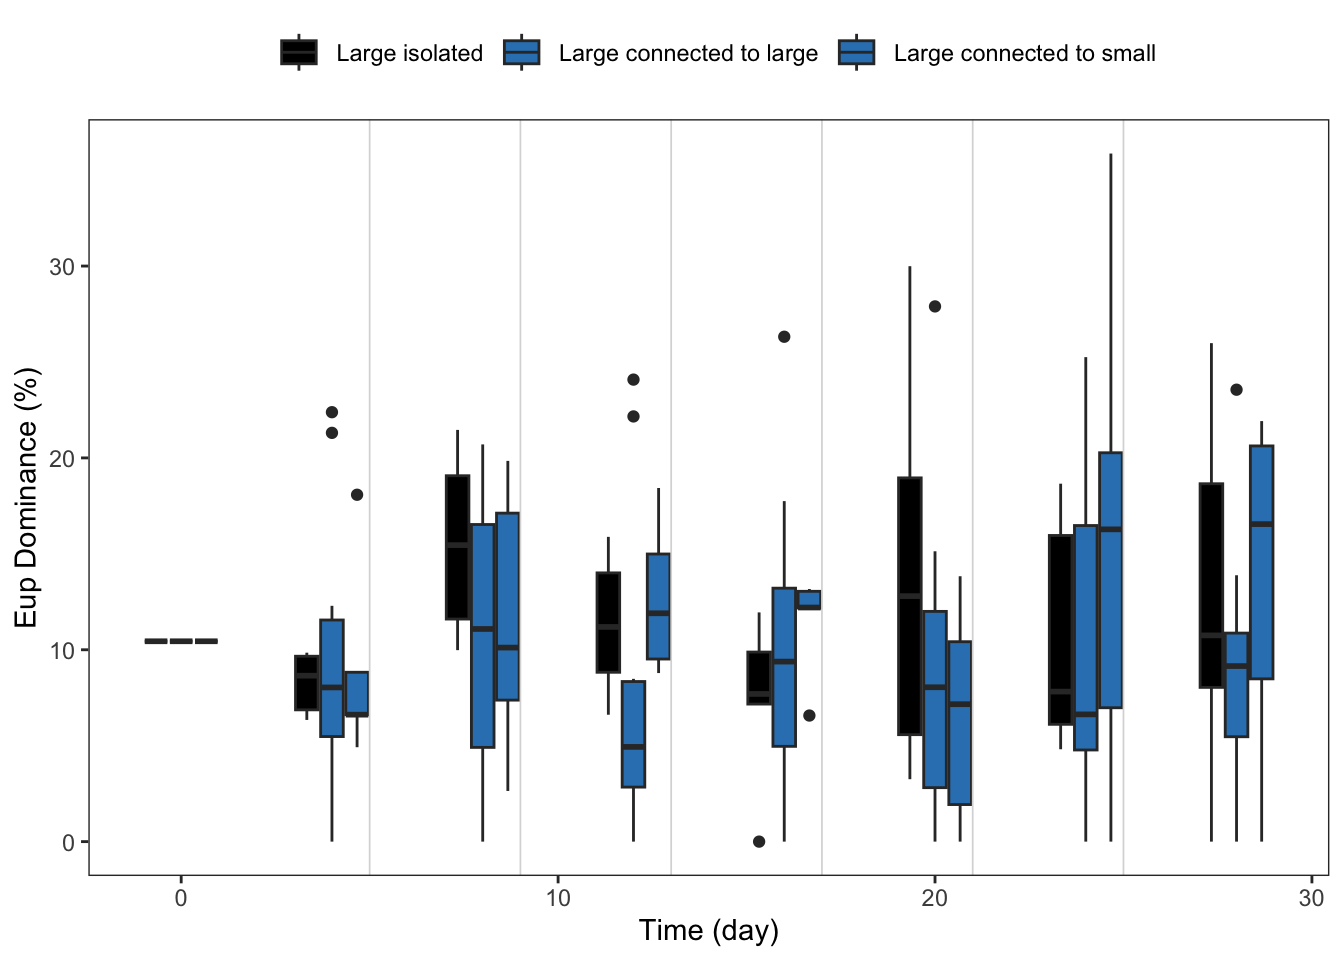 Large isolated Large connected to large Large connected to small
Eup Dominance (%)
30
20
10
0
0 10 20 30
Time (day)